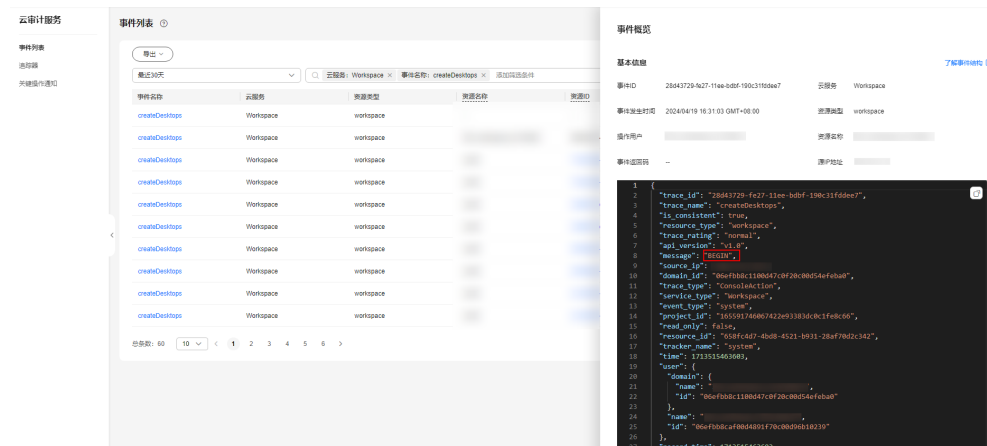 云审计服务
事件列表
追踪器
关键操作通知
事件列表
导出
最近30天
云服务: Workspace × 事件名称: createDesktops × 添加筛选条件
事件名称 云服务 资源类型 资源名称 资源ID
createDesktops Workspace workspace
createDesktops Workspace workspace
createDesktops Workspace workspace
createDesktops Workspace workspace
createDesktops Workspace workspace
createDesktops Workspace workspace
createDesktops Workspace workspace
createDesktops Workspace workspace
createDesktops Workspace workspace
createDesktops Workspace workspace
总条数: 60 10 < 1 2 3 4 5 6 >
事件概览
基本信息 了解事件结构
事件ID 28d43729-fe27-11ee-bdbf-190c31fddee7 云服务 Workspace
事件发生时间 2024/04/19 16:31:03 GMT+08:00 资源类型 workspace
操作用户 资源名称
事件返回码 -- 源IP地址
1 {
2 "trace_id": "28d43729-fe27-11ee-bdbf-190c31fddee7",
3 "trace_name": "createDesktops",
4 "is_consistent": true,
5 "resource_type": "workspace",
6 "trace_rating": "normal",
7 "api_version": "v1.0",
8 "message": "BEGIN",
9 "source_ip":
10 "domain_id": "06efbb8c1100d47c0f20c00d54efeba0",
11 "trace_type": "ConsoleAction",
12 "service_type": "Workspace",
13 "event_type": "system",
14 "project_id": "165591746067422e93383dc0c1fe8c66",
15 "read_only": false,
16 "resource_id": "658fc4d7-4bd8-4521-b931-28af70d2c342",
17 "tracker_name": "system",
18 "time": 1713515463603,
19 "user": {
20 "domain": {
21 "name": "
22 "id": "06efbb8c1100d47c0f20c00d54efeba0"
23 },
24 "name": "
25 "id": "06efbb8caf00d4891f70c00d96b10239"
26 },